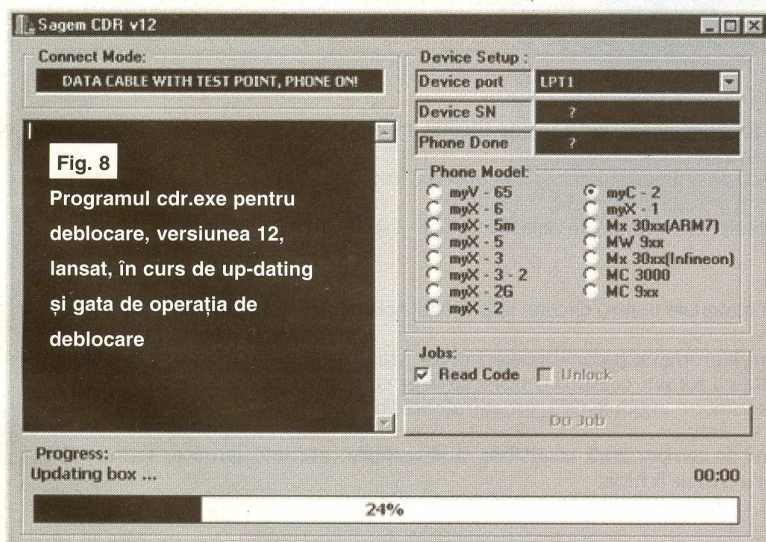 Sagem CDR v12
Connect Mode:
DATA CABLE WITH TEST POINT, PHONE ON!
Device Setup :
Device port
LPT1
Device SN
?
Phone Done
?
Fig. 8
Programul cdr.exe pentru
deblocare, versiunea 12,
lansat, în curs de up-dating
și gata de operația de
deblocare
Phone Model:
myV - 65
myX - 6
myX - 5m
myX - 5
myX - 3
myX - 3 - 2
myX - 2G
myX - 2
myC - 2
myX - 1
Mx 30xx(ARM7)
MW 9xx
Mx 30xx(Infineon)
MC 3000
MC 9xx
Jobs:
Read Code
Unlock
Do Job
Progress:
Updating box ...
00:00
24%